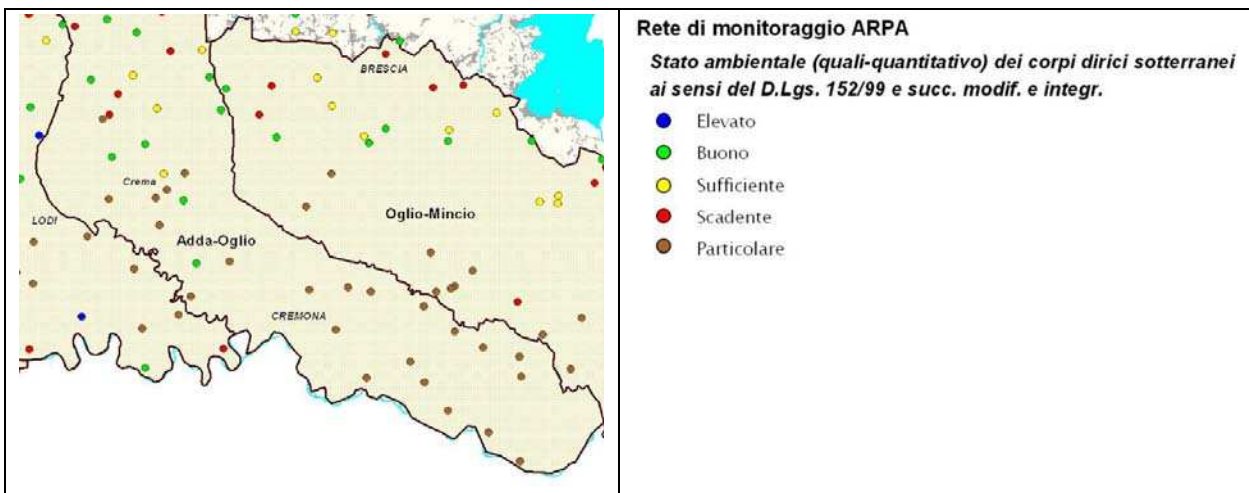 BRESCIA
Crema
LODI
Oglio-Mincio
Adda-Oglio
CREMONA
Rete di monitoraggio ARPA
Stato ambientale (quali-quantitativo) dei corpi dirici sotterranei
ai sensi del D.Lgs. 152/99 e succ. modif. e integr.
Elevato
Buono
Sufficiente
Scadente
Particolare